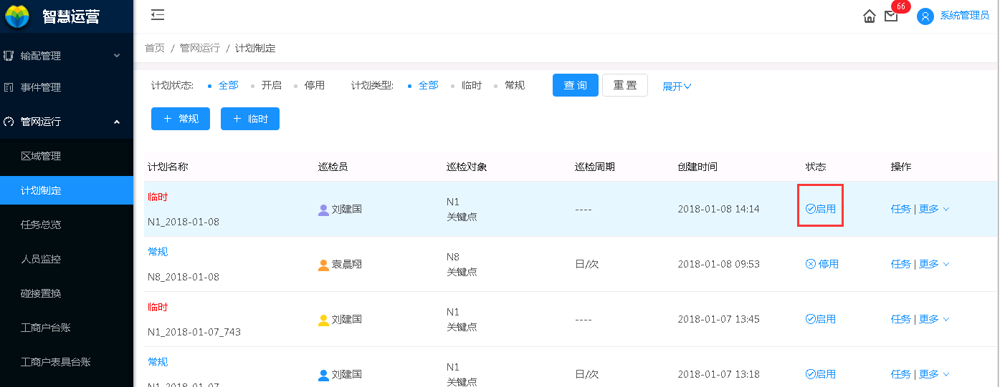 智慧运营
66
系统管理员
首页 / 管网运行 / 计划制定
输配管理
事件管理
管网运行
区域管理
计划制定
任务总览
人员监控
碰接置换
工商户台账
工商户表具台账
计划状态: 全部 开启 停用 计划类型: 全部 临时 常规 查 询 重 置 展开
+ 常规 + 临时
计划名称 巡检员 巡检对象 巡检周期 创建时间 状态 操作
临时
N1_2018-01-08 刘建国 N1 关键点 ---- 2018-01-08 14:14 启用 任务 | 更多
常规
N8_2018-01-08 袁晨翔 N8 关键点 日/次 2018-01-08 09:53 停用 任务 | 更多
临时
N1_2018-01-07_743 刘建国 N1 关键点 ---- 2018-01-07 13:45 启用 任务 | 更多
常规
N1_2018-01-07 刘建国 N1 关键点 日/次 2018-01-07 13:18 启用 任务 | 更多